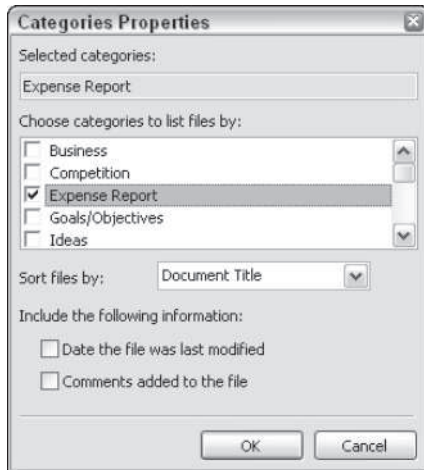 Categories Properties
Selected categories:
Expense Report
Choose categories to list files by:
Business
Competition
Expense Report
Goals/Objectives
Ideas
Sort files by: Document Title
Include the following information:
Date the file was last modified
Comments added to the file
OK Cancel